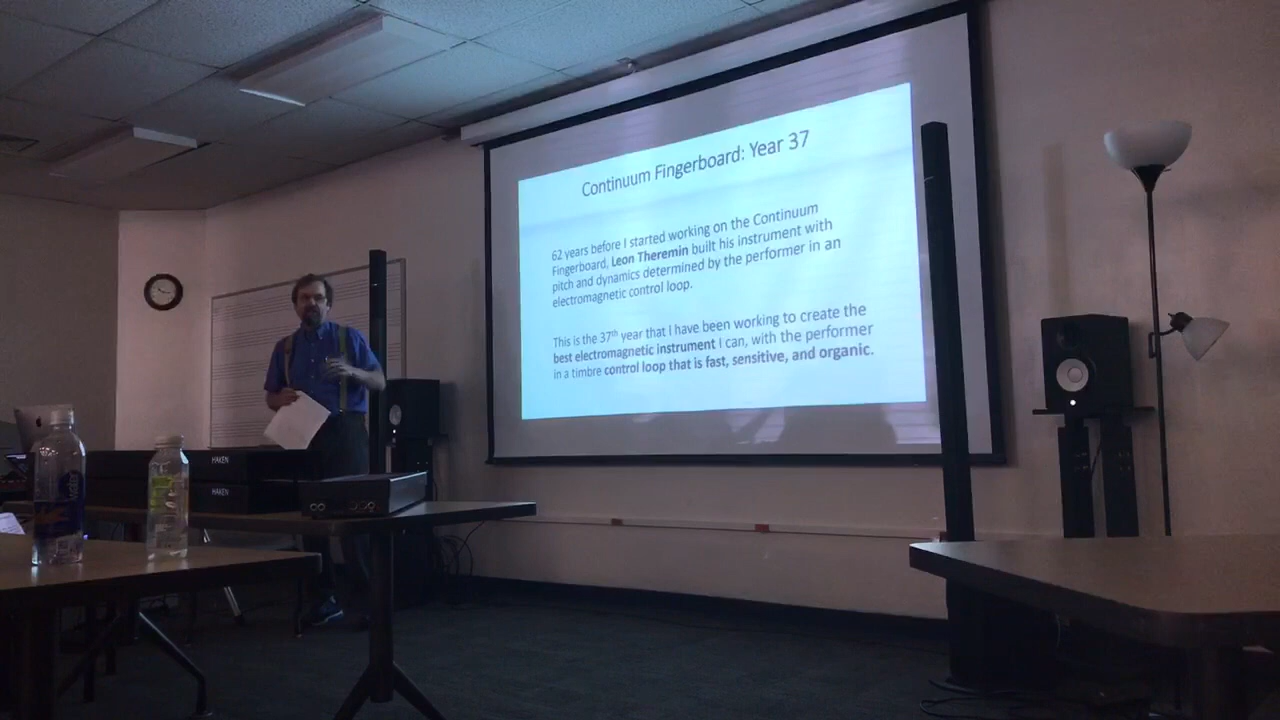 Continuum Fingerboard: Year 37
62 years before I started working on the Continuum
Fingerboard, Leon Theremin built his instrument with
pitch and dynamics determined by the performer in an
electromagnetic control loop.
This is the 37th year that I have been working to create the
best electromagnetic instrument I can, with the performer
in a timbre control loop that is fast, sensitive, and organic.
HAKEN
HAKEN